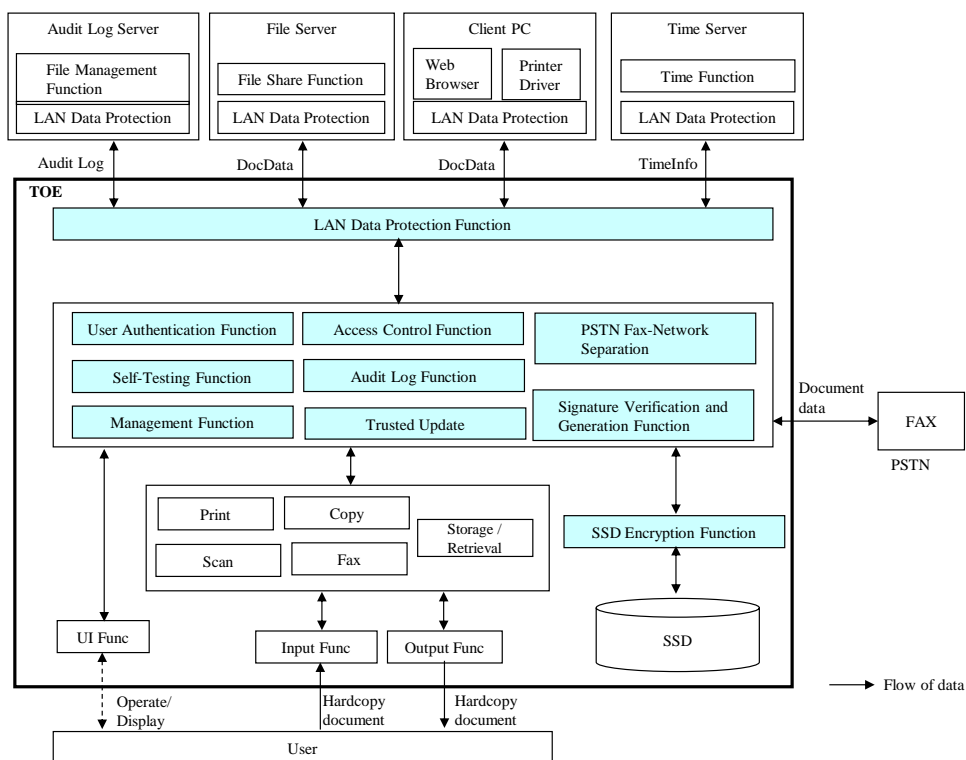 Audit Log Server
File Management
Function
LAN Data Protection
File Server
File Share Function
LAN Data Protection
Client PC
Web
Browser
Printer
Driver
LAN Data Protection
Time Server
Time Function
LAN Data Protection
Audit Log
DocData
DocData
TimeInfo
TOE
LAN Data Protection Function
User Authentication Function
Access Control Function
PSTN Fax-Network
Separation
Self-Testing Function
Audit Log Function
Management Function
Trusted Update
Signature Verification and
Generation Function
Document
data
FAX
PSTN
Print
Copy
Storage /
Retrieval
Scan
Fax
SSD Encryption Function
SSD
UI Func
Input Func
Output Func
Flow of data
Operate/
Display
Hardcopy
document
Hardcopy
document
User